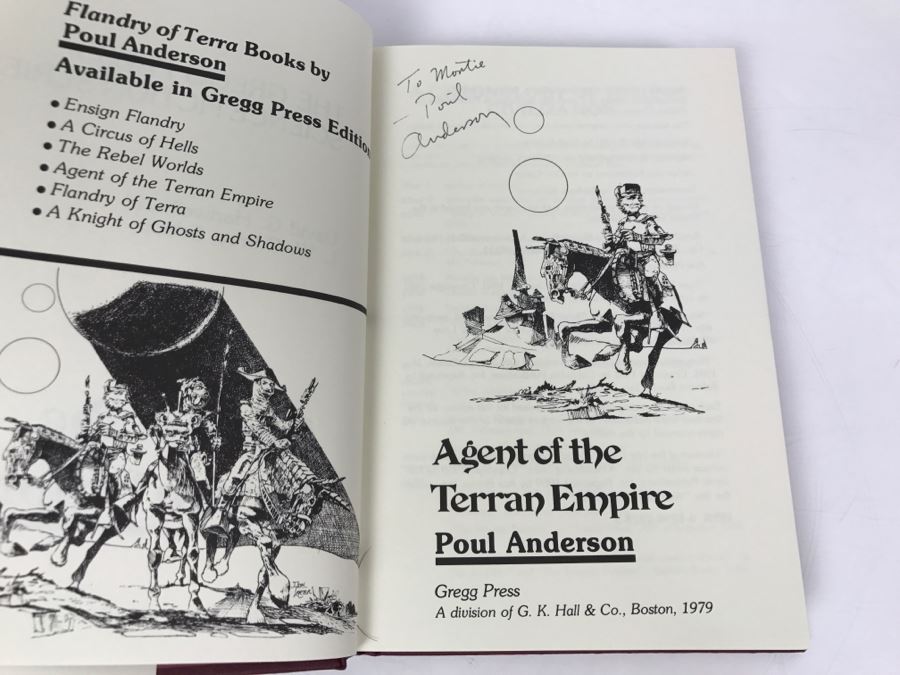 Flandry of Terra Books by
Poul Anderson
Available in Gregg Press Edition
• Ensign Flandry
• A Circus of Hells
• The Rebel Worlds
• Agent of the Terran Empire
• Flandry of Terra
• A Knight of Ghosts and Shadows
To Montie
– Poul
Anderson
Agent of the
Terran Empire
Poul Anderson
Gregg Press
A division of G. K. Hall & Co., Boston, 1979